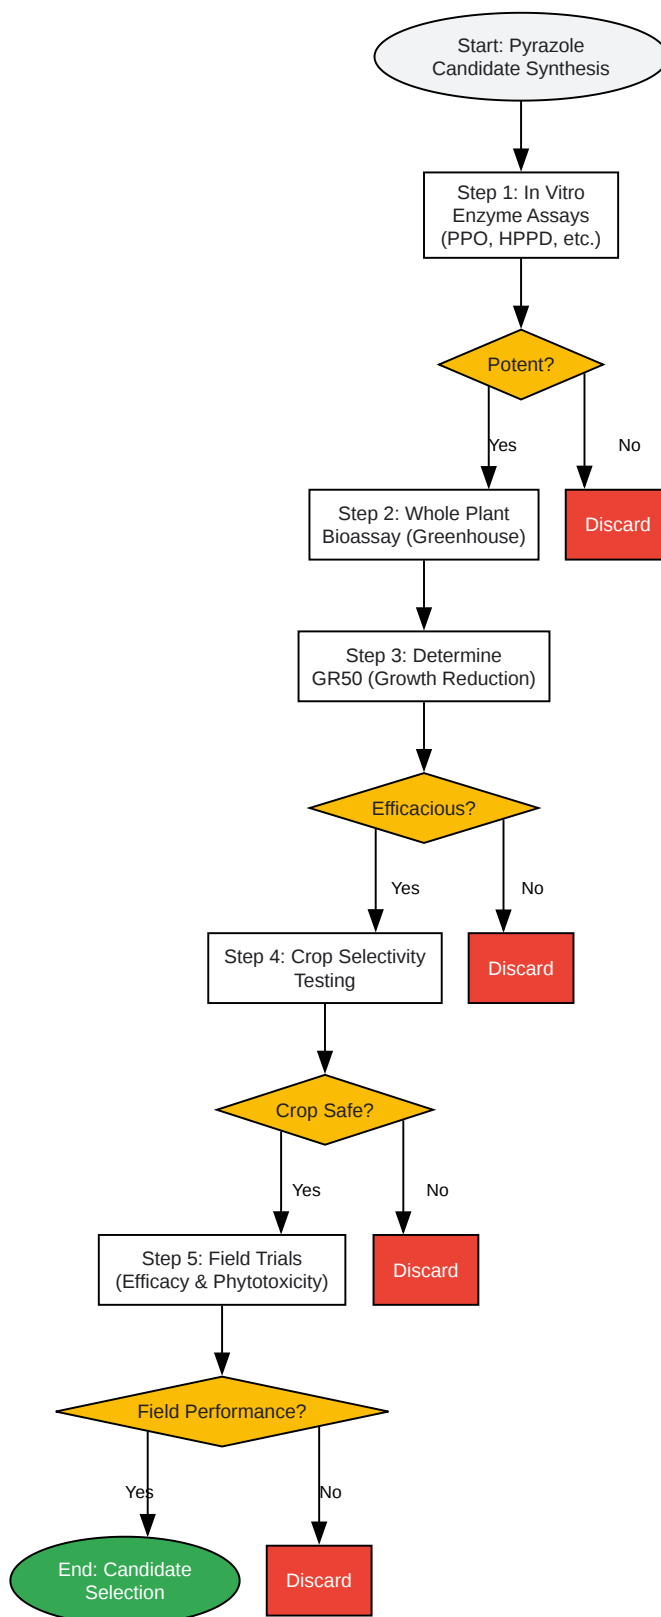 Start: Pyrazole
Candidate Synthesis
Step 1: In Vitro
Enzyme Assays
(PPO, HPPD, etc.)
Potent?
Yes
No
Step 2: Whole Plant
Bioassay (Greenhouse)
Discard
Step 3: Determine
GR50 (Growth Reduction)
Efficacious?
Yes
No
Step 4: Crop Selectivity
Testing
Discard
Crop Safe?
Yes
No
Step 5: Field Trials
(Efficacy & Phytotoxicity)
Discard
Field Performance?
Yes
No
End: Candidate
Selection
Discard